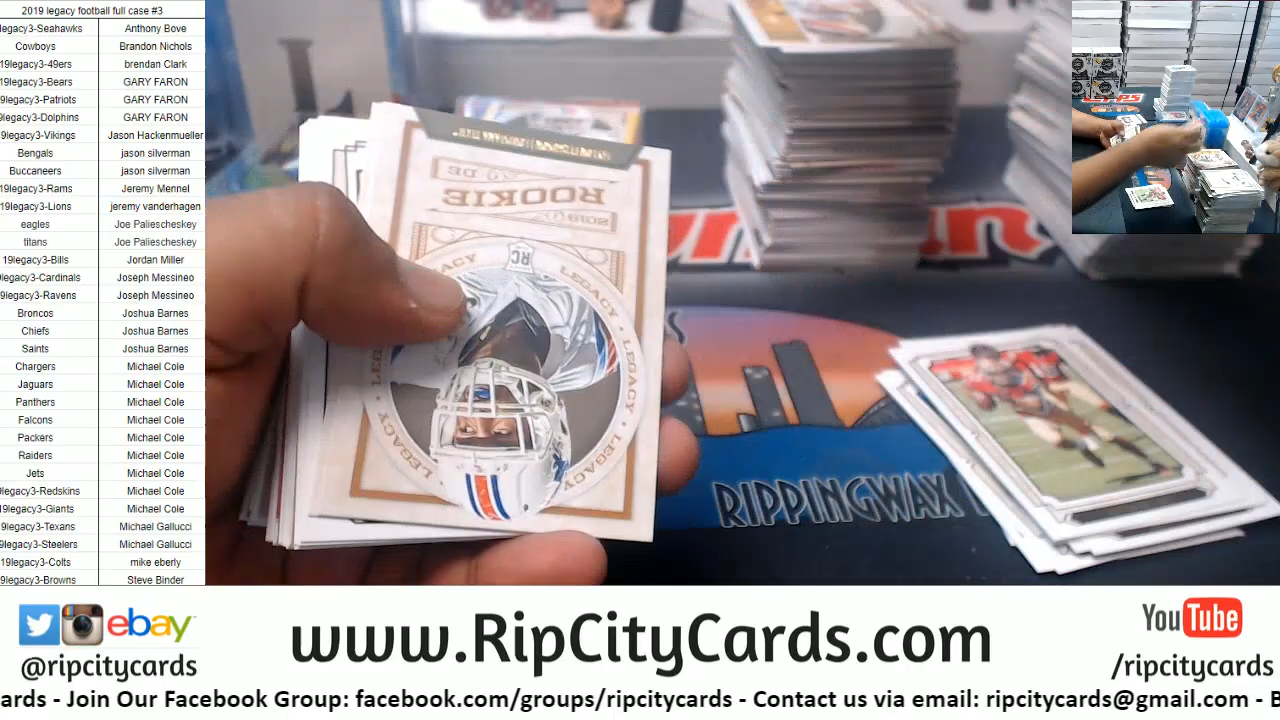 2019 legacy football full case #3
legacy3-Seahawks Anthony Bove
Cowboys Brandon Nichols
19legacy3-49ers brendan Clark
19legacy3-Bears GARY FARON
19legacy3-Patriots GARY FARON
19legacy3-Dolphins GARY FARON
19legacy3-Vikings Jason Hackenmueller
Bengals jason silverman
Buccaneers jason silverman
19legacy3-Rams Jeremy Mennel
19legacy3-Lions jeremy vanderhagen
eagles Joe Paliescheskey
titans Joe Paliescheskey
19legacy3-Bills Jordan Miller
9legacy3-Cardinals Joseph Messineo
19legacy3-Ravens Joseph Messineo
Broncos Joshua Barnes
Chiefs Joshua Barnes
Saints Joshua Barnes
Chargers Michael Cole
Jaguars Michael Cole
Panthers Michael Cole
Falcons Michael Cole
Packers Michael Cole
Raiders Michael Cole
Jets Michael Cole
9legacy3-Redskins Michael Cole
19legacy3-Giants Michael Cole
19legacy3-Texans Michael Gallucci
9legacy3-Steelers Michael Gallucci
19legacy3-Colts mike eberly
9legacy3-Browns Steve Binder
ROOKIE
RC
LEGACY • LEGACY • LEGACY
RIPPINGWAX
ebay
@ripcitycards
www.RipCityCards.com
YouTube
/ripcitycards
ards - Join Our Facebook Group: facebook.com/groups/ripcitycards - Contact us via email: ripcitycards@gmail.com -